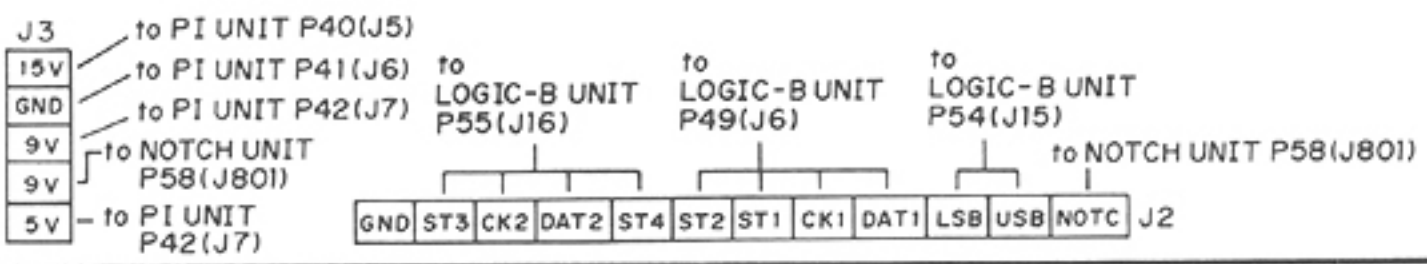 J3
15V
to PI UNIT P40(J5)
GND
to PI UNIT P41(J6)
9V
to PI UNIT P42(J7)
9V
to NOTCH UNIT
P58(J801)
5V
to PI UNIT
P42(J7)
to
LOGIC-B UNIT
P55(J16)
to
LOGIC-B UNIT
P49(J6)
to
LOGIC-B UNIT
P54(J15)
to NOTCH UNIT P58(J801)
GND ST3 CK2 DAT2 ST4 ST2 ST1 CK1 DAT1 LSB USB NOTC J2